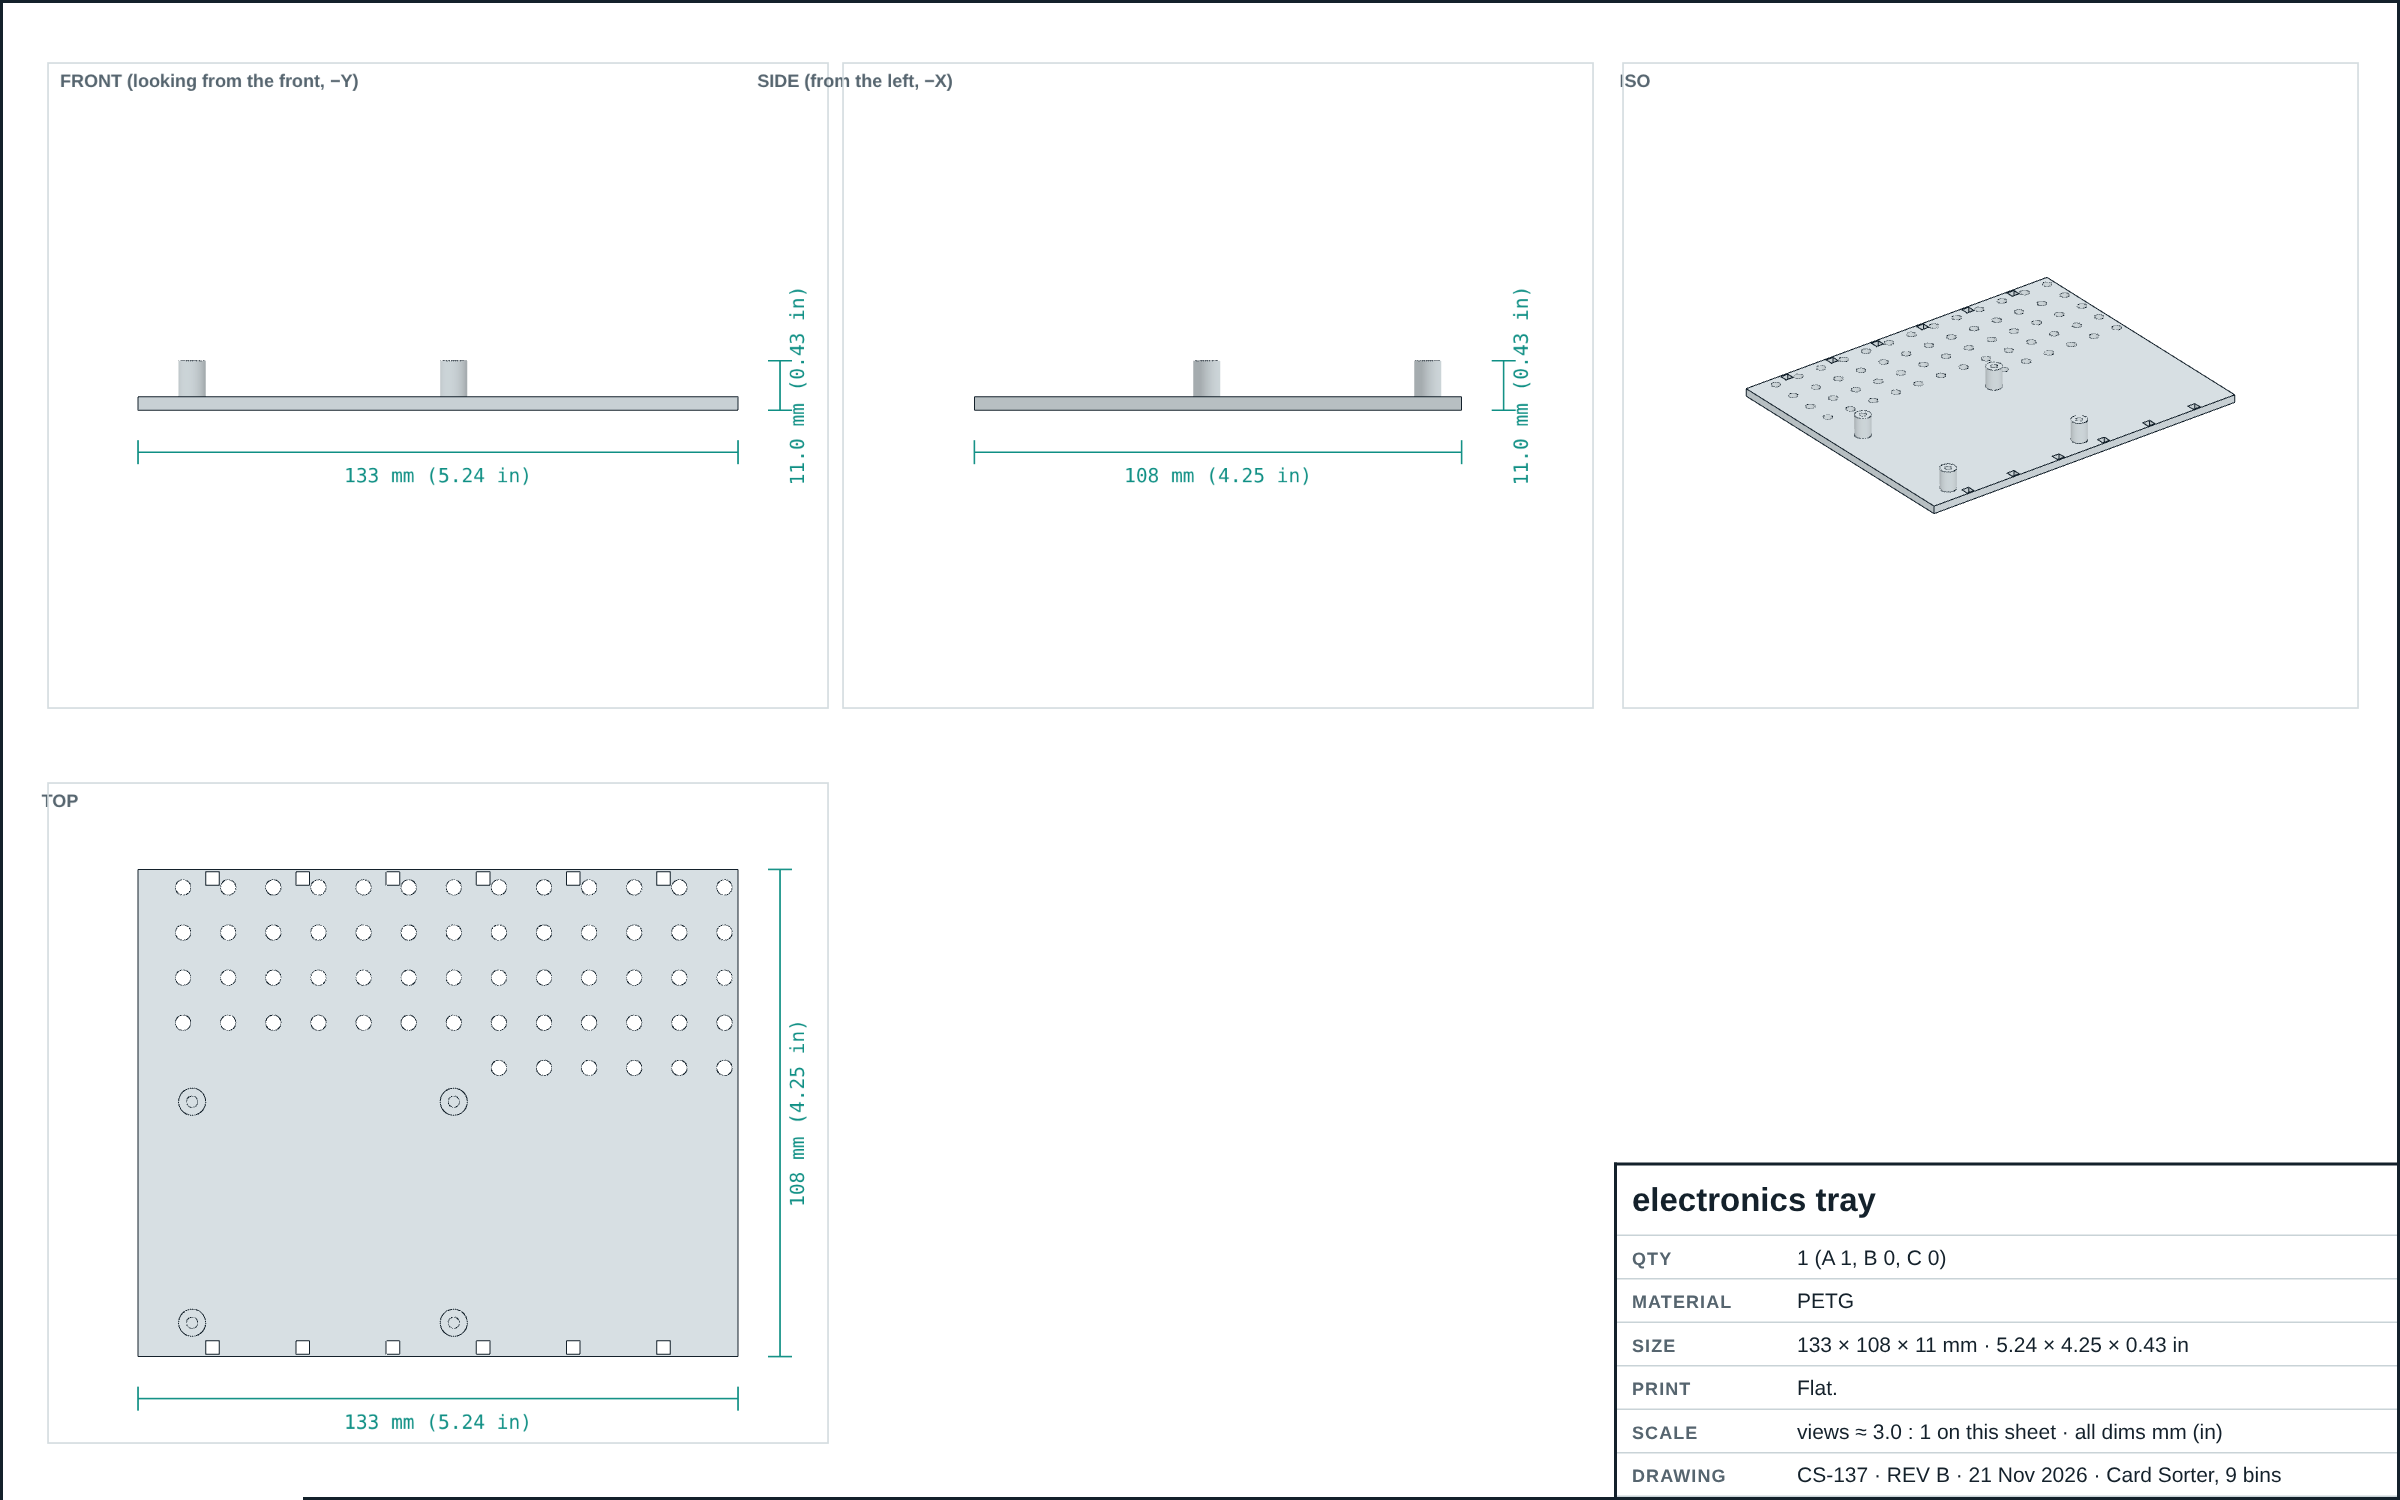 FRONT (looking from the front, −Y)
SIDE (from the left, −X)
ISO
11.0 mm (0.43 in)
133 mm (5.24 in)
11.0 mm (0.43 in)
108 mm (4.25 in)
TOP
108 mm (4.25 in)
133 mm (5.24 in)
electronics tray
QTY 1 (A 1, B 0, C 0)
MATERIAL PETG
SIZE 133 × 108 × 11 mm · 5.24 × 4.25 × 0.43 in
PRINT Flat.
SCALE views ≈ 3.0 : 1 on this sheet · all dims mm (in)
DRAWING CS-137 · REV B · 21 Nov 2026 · Card Sorter, 9 bins